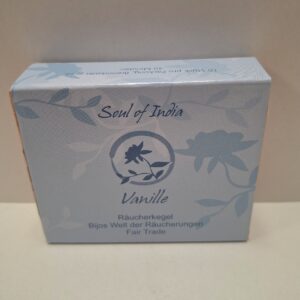 Soul of India
Vanille
Räucherkegel
Bijos Welt der Räucherungen
Fair Trade